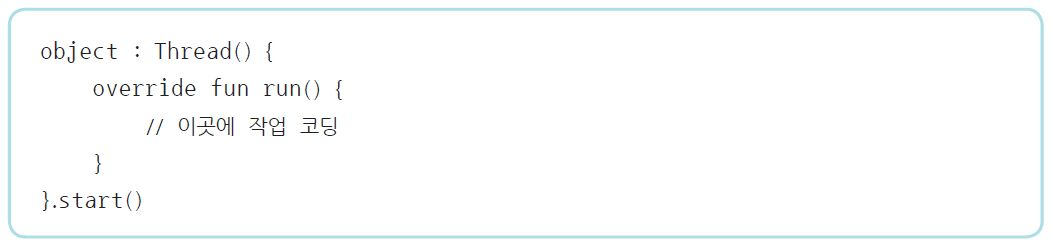 object : Thread() {
    override fun run() {
        // 이곳에 작업 코딩
    }
}.start()